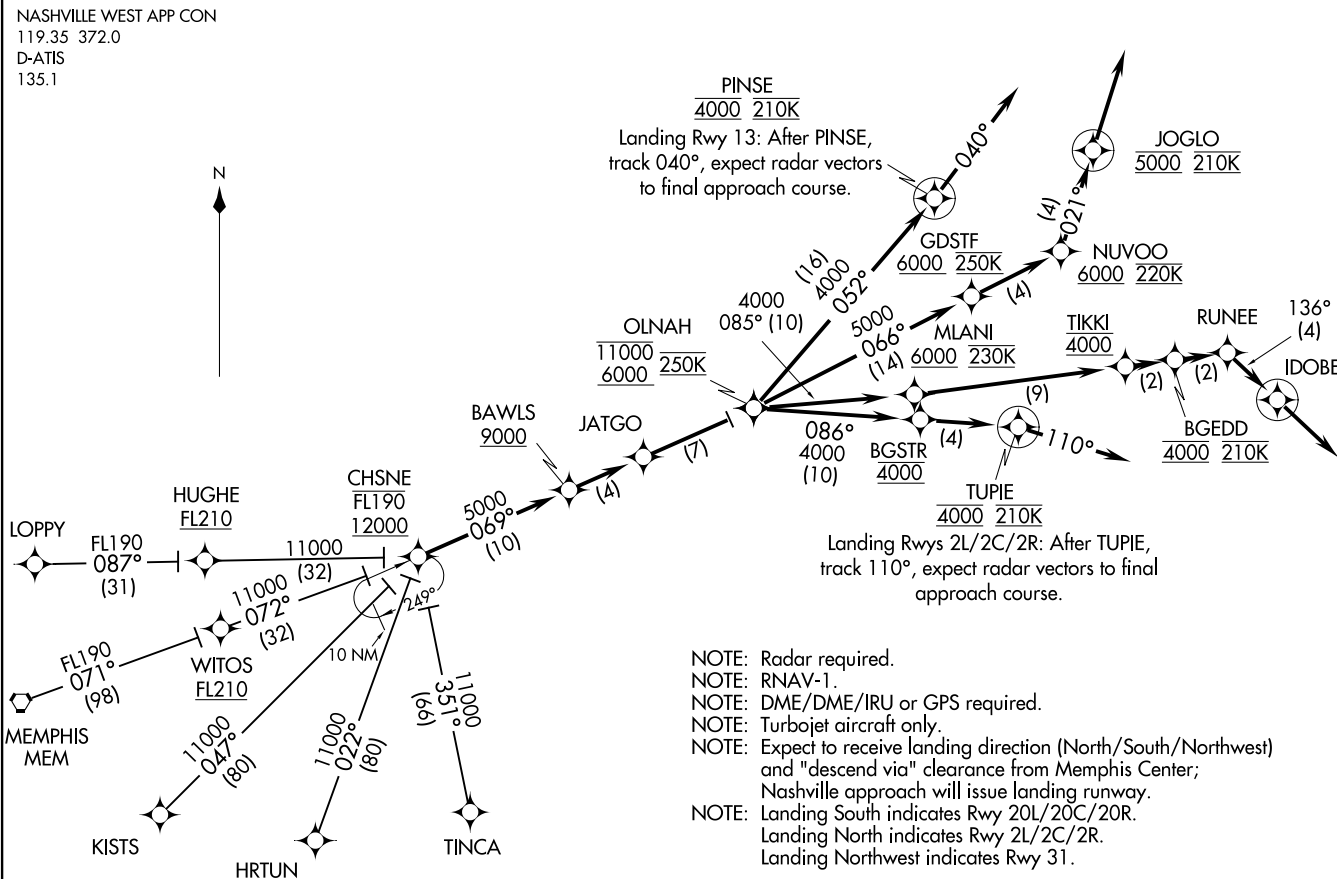 NASHVILLE WEST APP CON
119.35 372.0
D-ATIS
135.1
N
PINSE
4000 210K
Landing Rwy 13: After PINSE,
track 040°, expect radar vectors
to final approach course.
040°
JOGLO
5000 210K
(4)
021°
GDSTF
6000 250K
(4)
NUVOO
6000 220K
(16)
4000
052°
4000
085° (10)
5000
066°
(14)
OLNAH
11000
6000
250K
MLANI
6000 230K
TIKKI
4000
RUNEE
136°
(4)
IDOBE
(9)
(2)
(2)
BGEDD
4000 210K
086°
4000
(10)
BGSTR
4000
(4)
110°
TUPIE
4000 210K
Landing Rwys 2L/2C/2R: After TUPIE,
track 110°, expect radar vectors to final
approach course.
BAWLS
9000
JATGO
(7)
(4)
CHSNE
FL190
12000
5000
069°
(10)
HUGHE
FL210
LOPPY
FL190
087°
(31)
11000
(32)
11000
072°
(32)
249°
10 NM
WITOS
FL210
FL190
071°
(98)
MEMPHIS
MEM
11000
047°
(80)
KISTS
11000
022°
(80)
HRTUN
11000
351°
(66)
TINCA
NOTE: Radar required.
NOTE: RNAV-1.
NOTE: DME/DME/IRU or GPS required.
NOTE: Turbojet aircraft only.
NOTE: Expect to receive landing direction (North/South/Northwest)
and "descend via" clearance from Memphis Center;
Nashville approach will issue landing runway.
NOTE: Landing South indicates Rwy 20L/20C/20R.
Landing North indicates Rwy 2L/2C/2R.
Landing Northwest indicates Rwy 31.